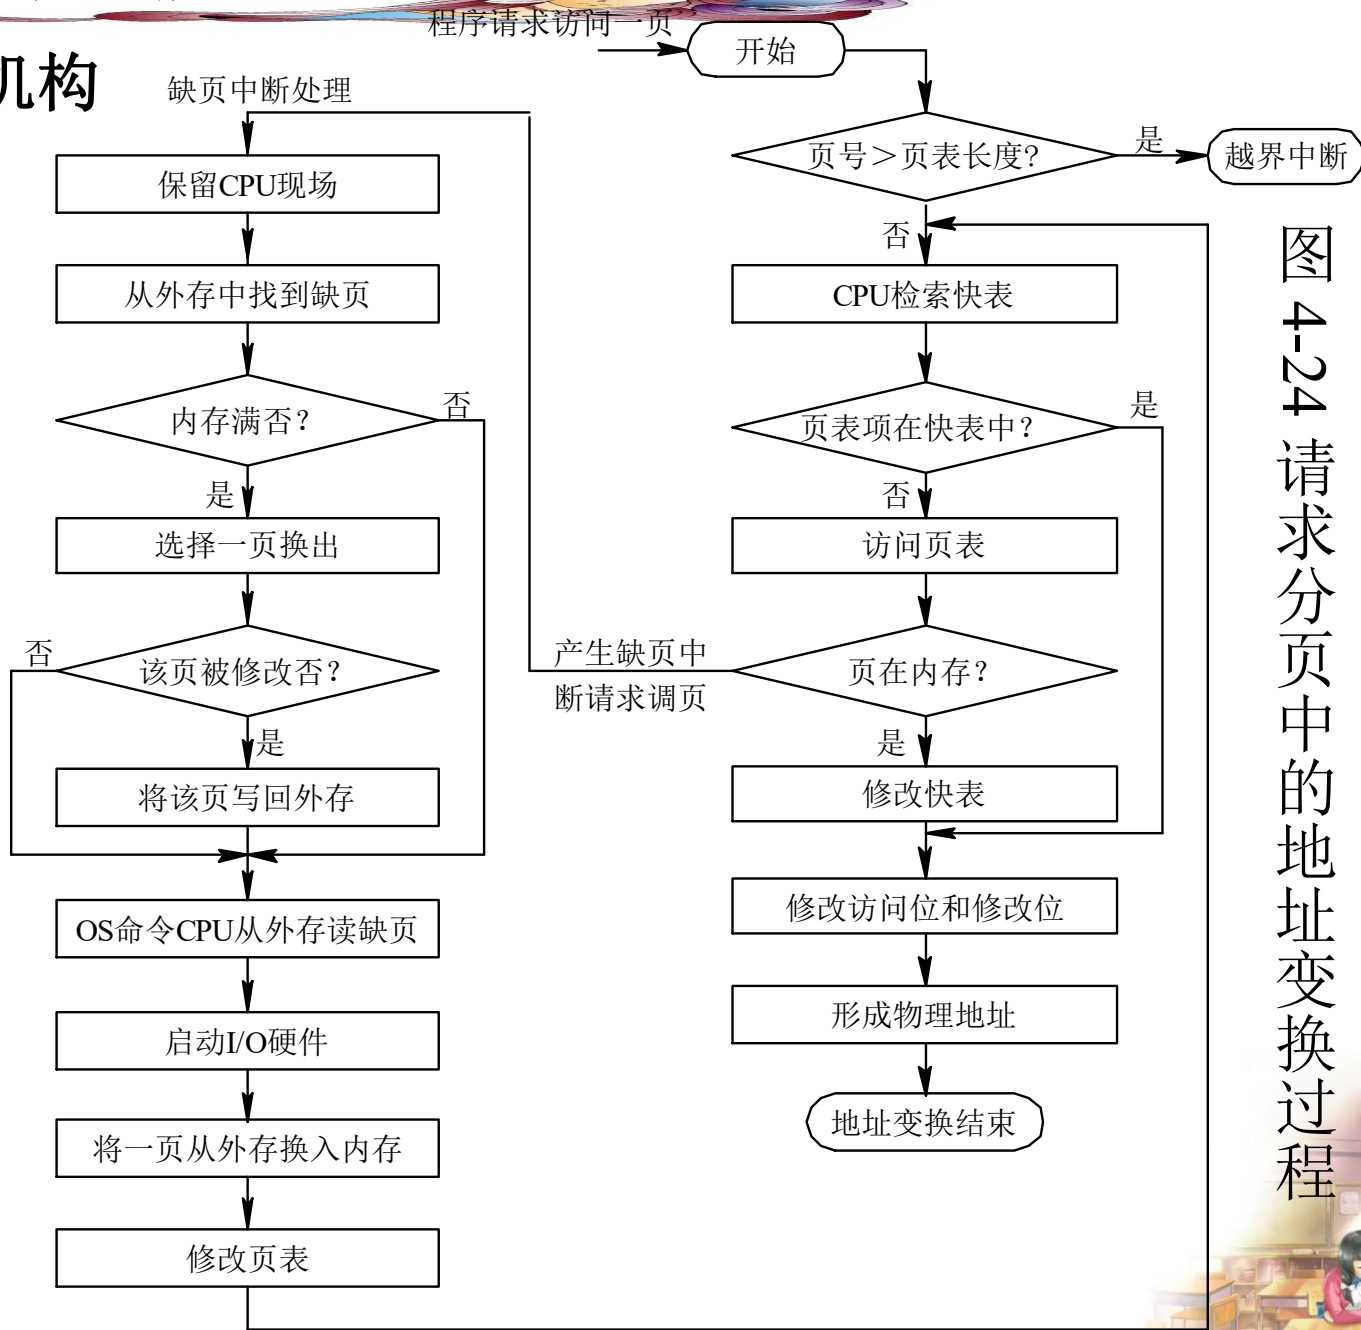 程序请求访问一页
开始
机构
缺页中断处理
页号＞页表长度?
是
越界中断
保留CPU现场
否
从外存中找到缺页
CPU检索快表
内存满否？
否
页表项在快表中？
是
是
否
选择一页换出
访问页表
否
该页被修改否？
产生缺页中
断请求调页
页在内存？
是
是
将该页写回外存
修改快表
OS命令CPU从外存读缺页
修改访问位和修改位
启动I/O硬件
形成物理地址
将一页从外存换入内存
地址变换结束
修改页表
图 4-24 请求分页中的地址变换过程